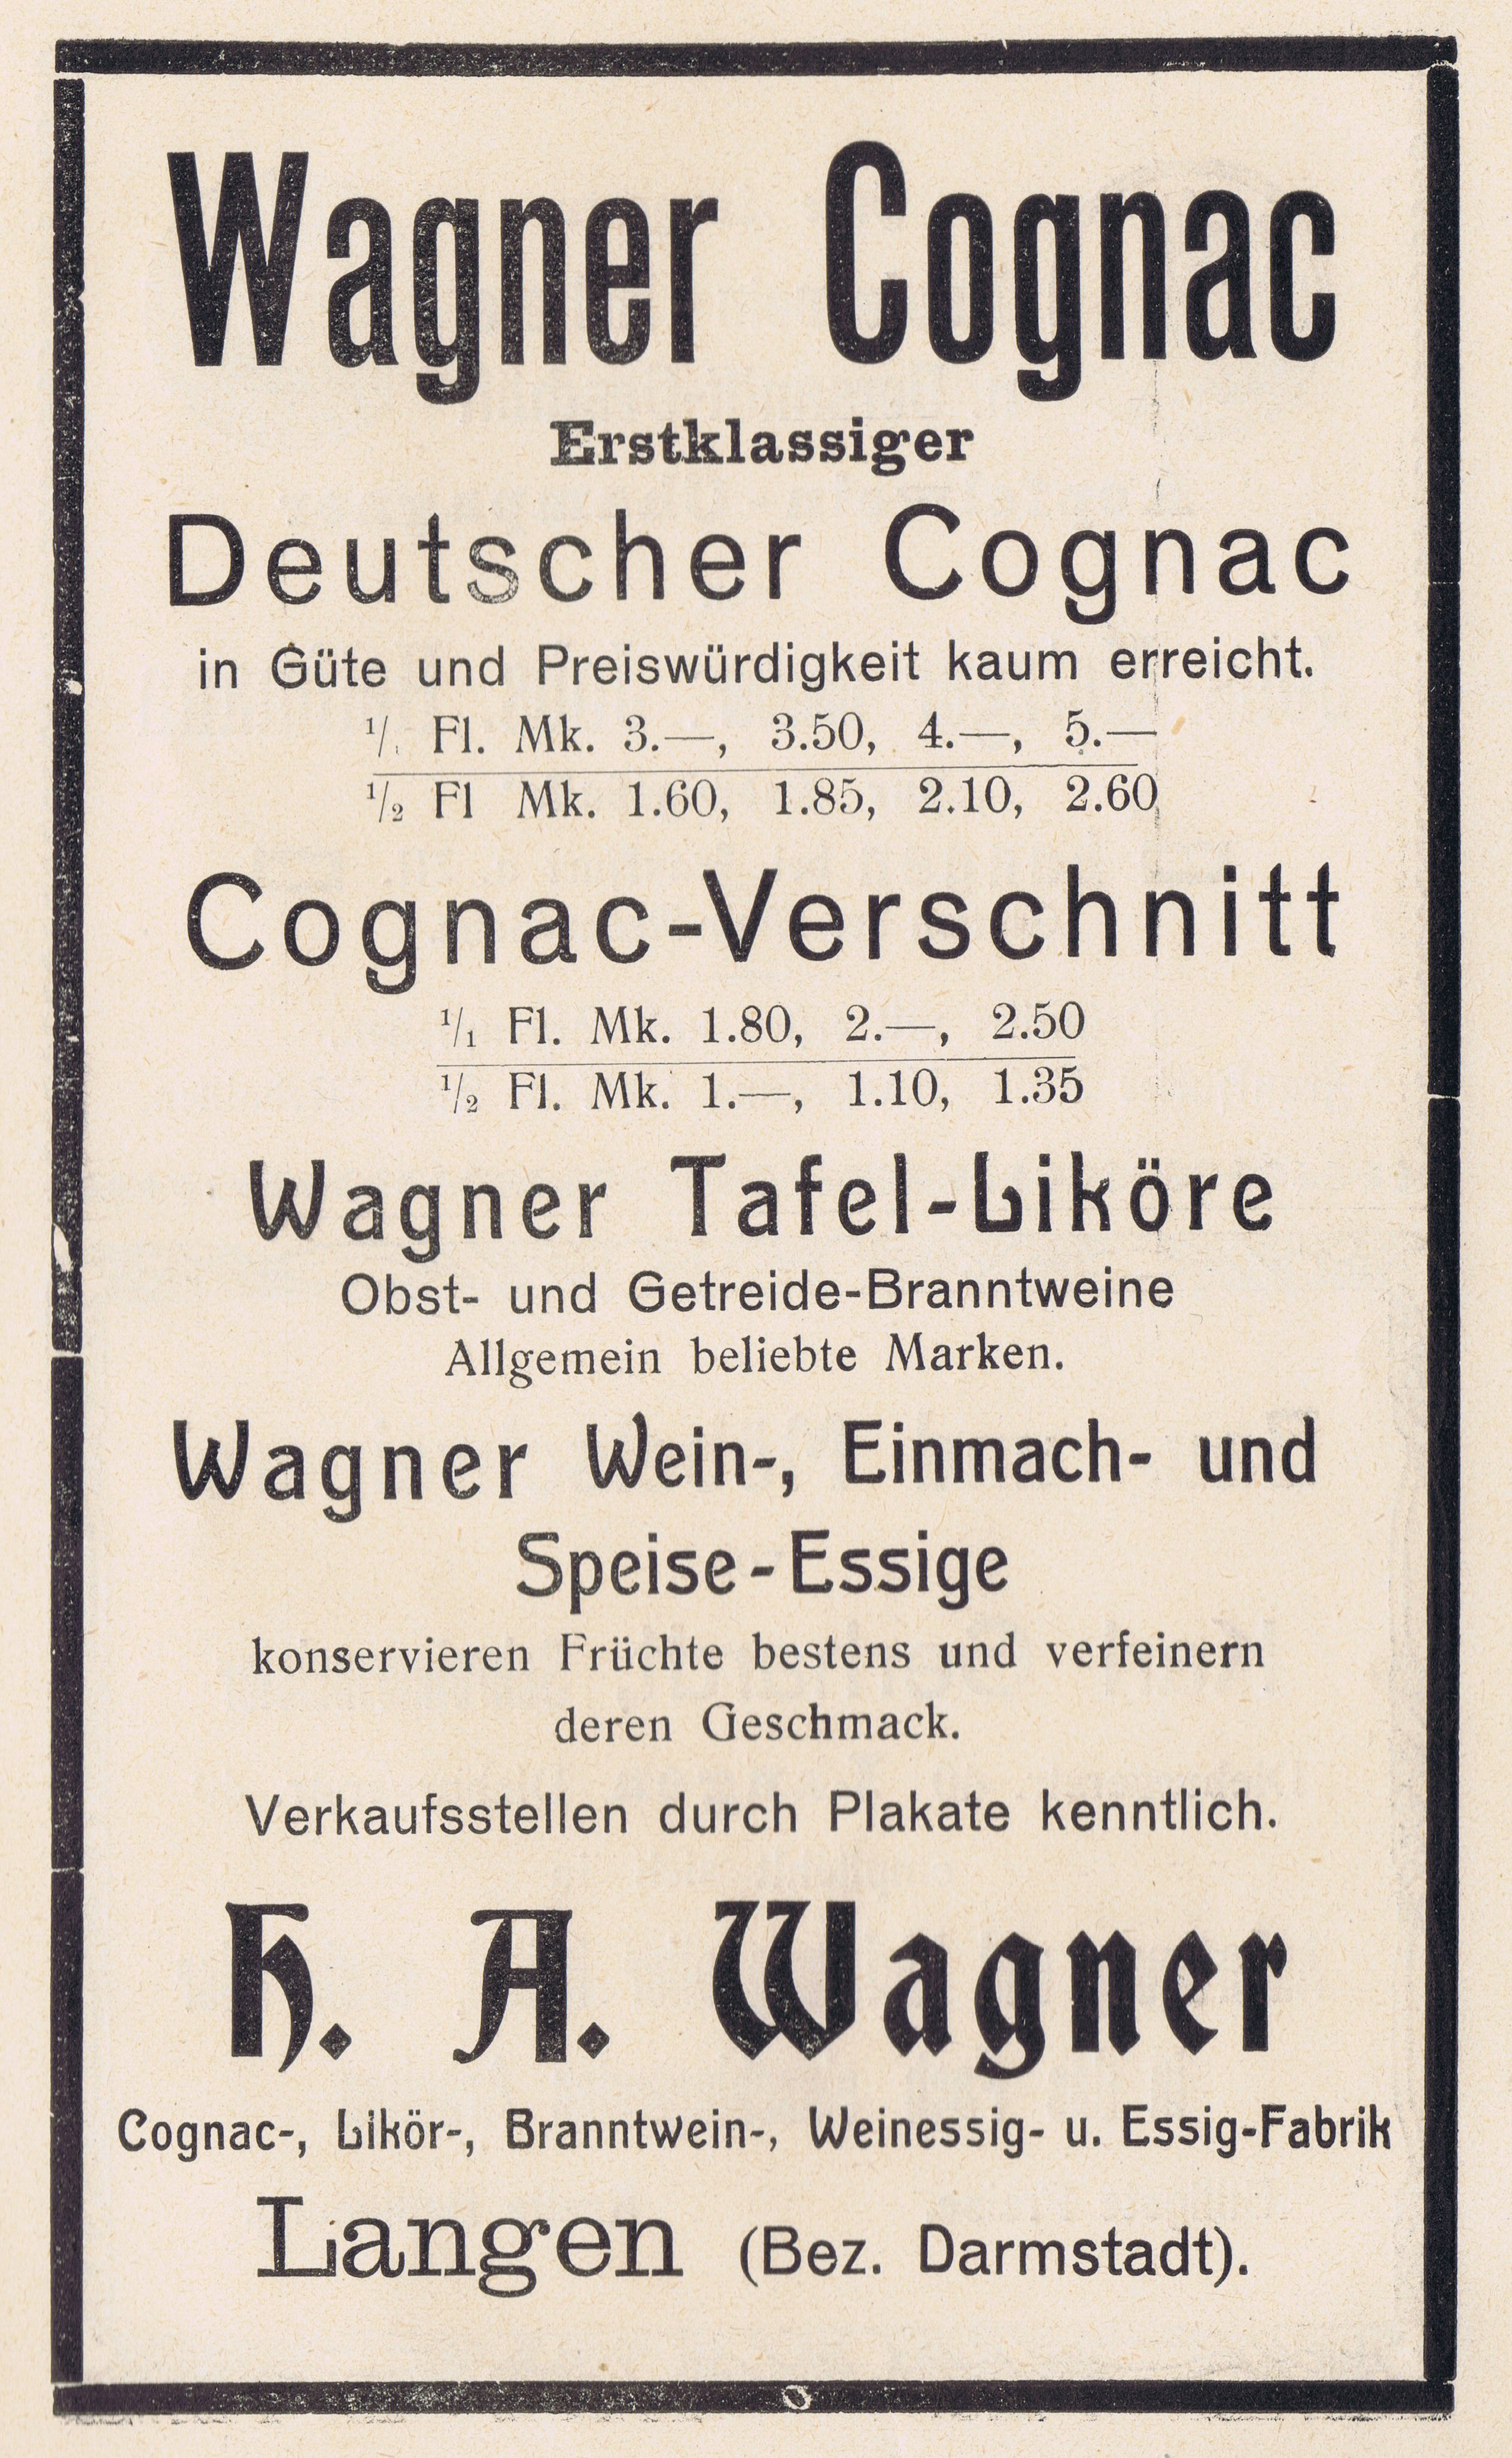 Wagner Cognac
Erstklassiger
Deutscher Cognac
in Güte und Preiswürdigkeit kaum erreicht.
1/. Fl. Mk. 3.—, 3.50, 4.—, 5.—
1/2 Fl Mk. 1.60, 1.85, 2.10, 2.60
Cognac-Verschnitt
1/1 Fl. Mk. 1.80, 2.—, 2.50
1/2 Fl. Mk. 1.—, 1.10, 1.35
Wagner Tafel-Liköre
Obst- und Getreide-Branntweine
Allgemein beliebte Marken.
Wagner Wein-, Einmach- und
Speise-Essige
konservieren Früchte bestens und verfeinern
deren Geschmack.
Verkaufsstellen durch Plakate kenntlich.
H. A. Wagner
Cognac-, Likör-, Branntwein-, Weinessig- u. Essig-Fabrik
Langen (Bez. Darmstadt).